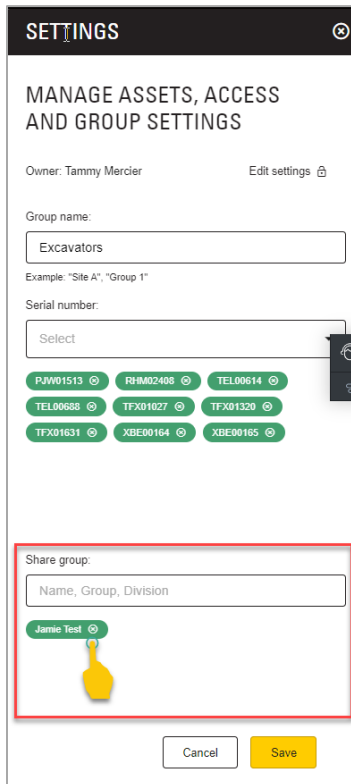 SETTINGS
MANAGE ASSETS, ACCESS
AND GROUP SETTINGS
Owner: Tammy Mercier Edit settings
Group name:
Excavators
Example: "Site A", "Group 1"
Serial number:
Select
PJW01513 RHM02408 TEL00614
TEL00688 TFX01027 TFX01320
TFX01631 XBE00164 XBE00165
Share group:
Name, Group, Division
Jamie Test
Cancel Save